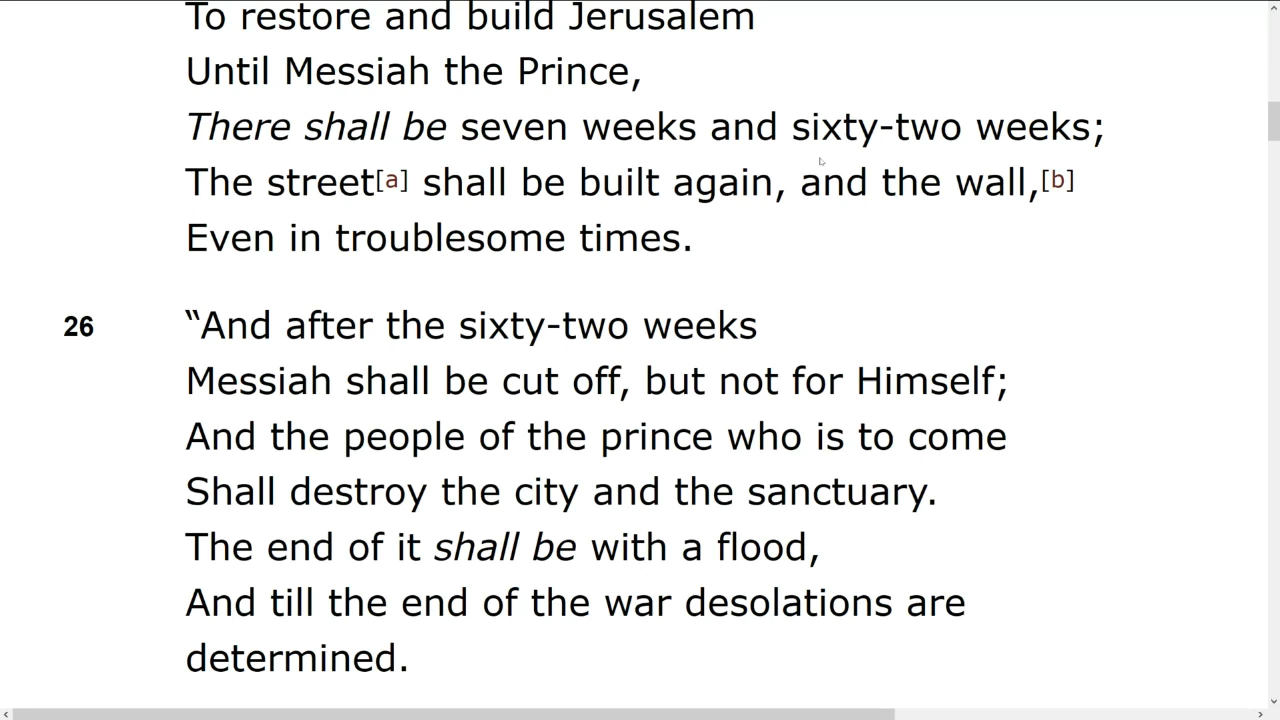 To restore and build Jerusalem
Until Messiah the Prince,
There shall be seven weeks and sixty-two weeks;
The street[a] shall be built again, and the wall,[b]
Even in troublesome times.
26 “And after the sixty-two weeks
Messiah shall be cut off, but not for Himself;
And the people of the prince who is to come
Shall destroy the city and the sanctuary.
The end of it shall be with a flood,
And till the end of the war desolations are
determined.